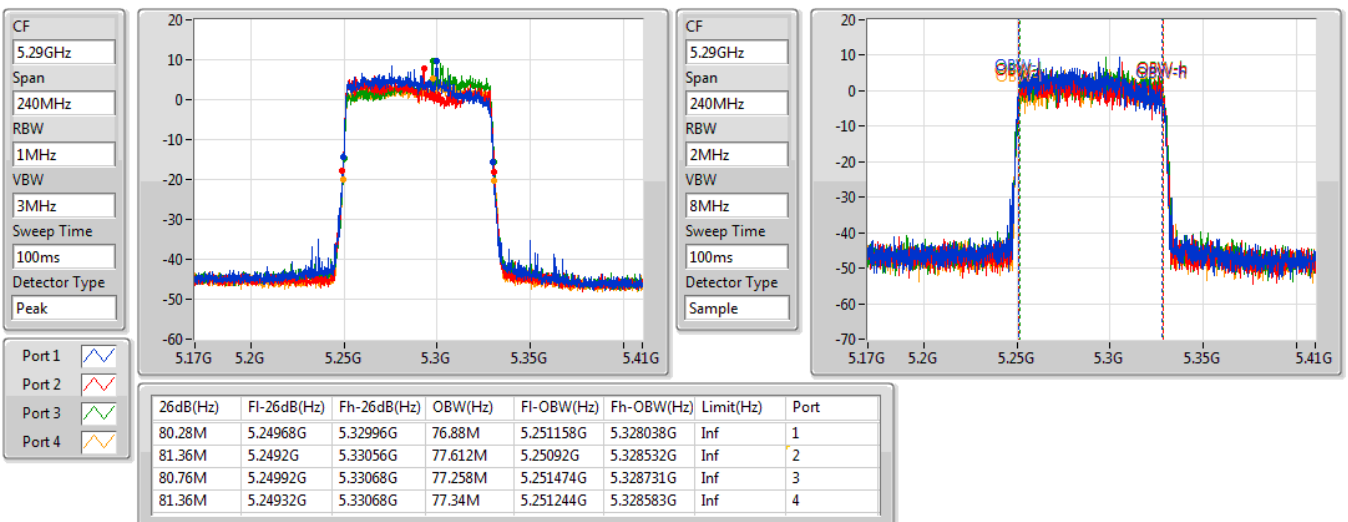 CF
5.29GHz
Span
240MHz
RBW
1MHz
VBW
3MHz
Sweep Time
100ms
Detector Type
Peak
20
10
0
-10
-20
-30
-40
-50
-60
5.17G 5.2G 5.25G 5.3G 5.35G 5.41G
CF
5.29GHz
Span
240MHz
RBW
2MHz
VBW
8MHz
Sweep Time
100ms
Detector Type
Sample
20
10
0
-10
-20
-30
-40
-50
-60
-70
OBW-h
5.17G 5.2G 5.25G 5.3G 5.35G 5.41G
Port 1
Port 2
Port 3
Port 4
26dB(Hz) Fl-26dB(Hz) Fh-26dB(Hz) OBW(Hz) Fl-OBW(Hz) Fh-OBW(Hz) Limit(Hz) Port
80.28M 5.24968G 5.32996G 76.88M 5.251158G 5.328038G Inf 1
81.36M 5.2492G 5.33056G 77.612M 5.25092G 5.328532G Inf 2
80.76M 5.24992G 5.33068G 77.258M 5.251474G 5.328731G Inf 3
81.36M 5.24932G 5.33068G 77.34M 5.251244G 5.328583G Inf 4